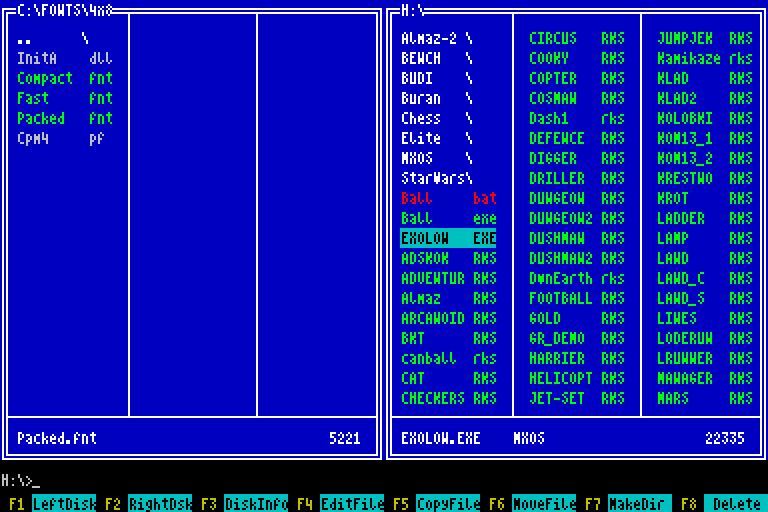 C:\FONTS\4x8 H:\
.. \ Almaz-2 \ CIRCUS RKS JUMPJEK RKS
InitA dll BENCH \ COOKY RKS Kamikaze rks
Compact fnt BUDI \ COPTER RKS KLAD RKS
Fast fnt Buran \ COSMAN RKS KLAD2 RKS
Packed fnt Chess \ Dash1 rks KOLOBKI RKS
Cpm4 pf Elite \ DEFENCE RKS KON13_1 RKS
MXOS \ DIGGER RKS KON13_2 RKS
StarWars\ DRILLER RKS KRESTNO RKS
Ball bat DUNGEON RKS KROT RKS
Ball exe DUNGEON2 RKS LADDER RKS
EXOLON EXE DUSHMAN RKS LAMP RKS
ADSKOK RKS DUSHMAN2 RKS LAND RKS
ADVENTUR RKS DwnEarth rks LAND_C RKS
Almaz RKS FOOTBALL RKS LAND_S RKS
ARCANOID RKS GOLD RKS LINES RKS
BKT RKS GR_DEMO RKS LODERUN RKS
canball rks HARRIER RKS LRUNNER RKS
CAT RKS HELICOPT RKS MANAGER RKS
CHECKERS RKS JET-SET RKS MARS RKS
Packed.fnt 5221 EXOLON.EXE MXOS 22335
H:\>_
F1 LeftDisk F2 RightDsk F3 DiskInfo F4 EditFile F5 CopyFile F6 MoveFile F7 MakeDir F8 Delete